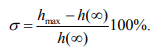 σ = (h_max − h(∞)) / h(∞) 100%.